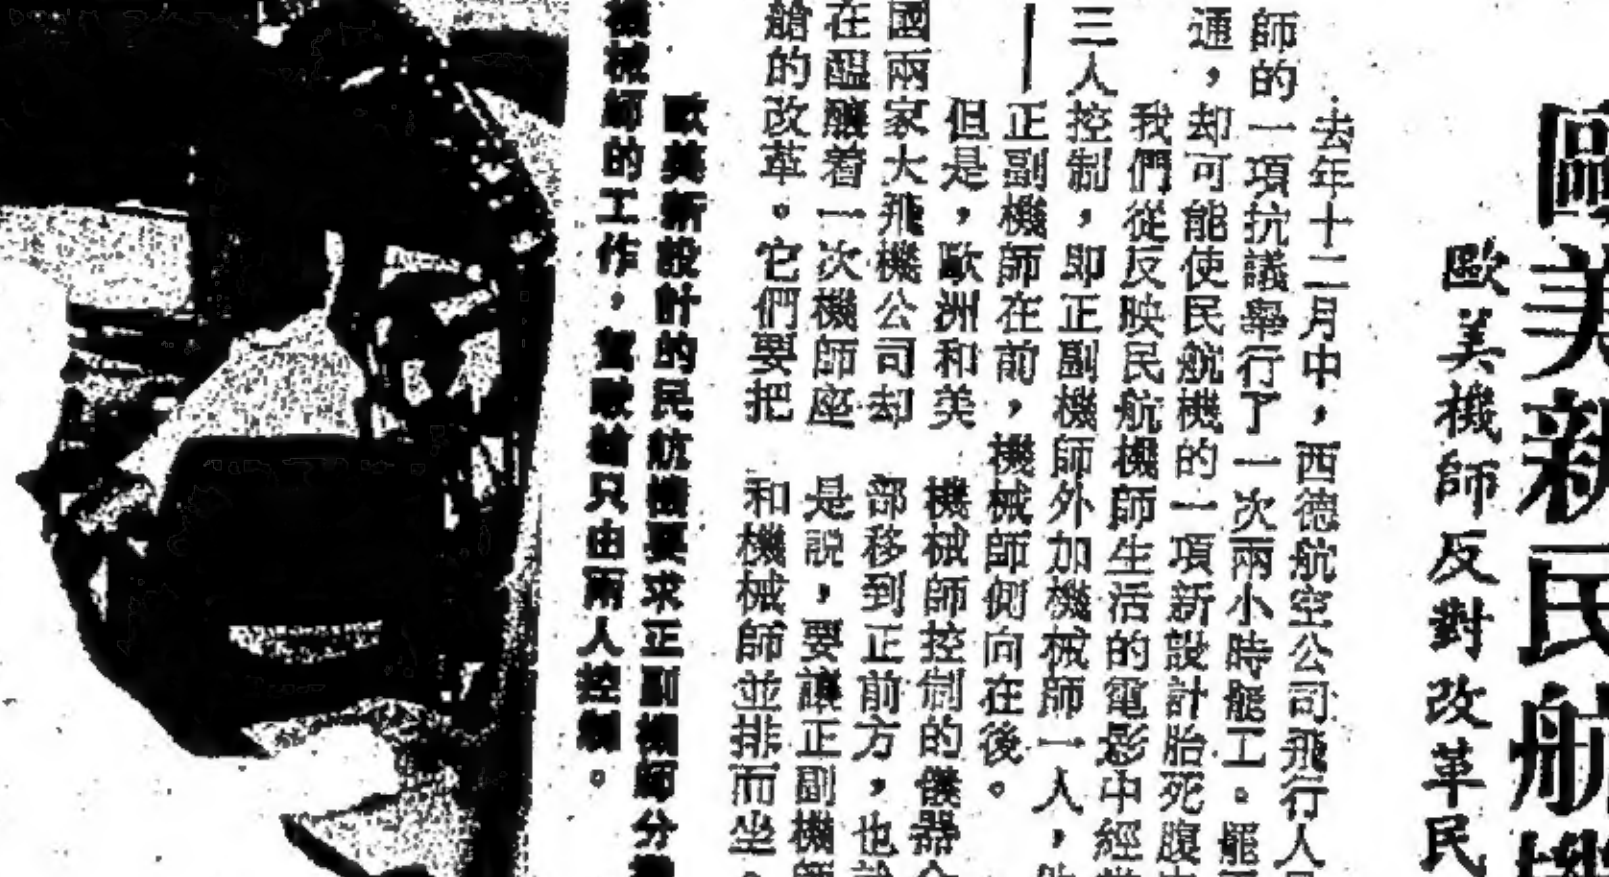 歐美新民航機
歐美機師反對改革民
去年十二月中，西德航空公司飛行人
師的一項抗議舉行了一次兩小時罷工。罷
通，却可能使民航機的一項新設計胎死腹
我們從反映民航機師生活的電影中經
三人控制，即正副機師外加機械師一人，
——正副機師在前，機械師側向在後。
但是，歐洲和美
國兩家大飛機公司却
在醞釀着一次機師座
艙的改革。它們要把
機械師控制的儀器
部移到正前方，也
是說，要讓正副機師
和機械師並排而坐。
歐美新設計的民航機要求正副機師分擔
機械師的工作，駕駛艙只由兩人控制。